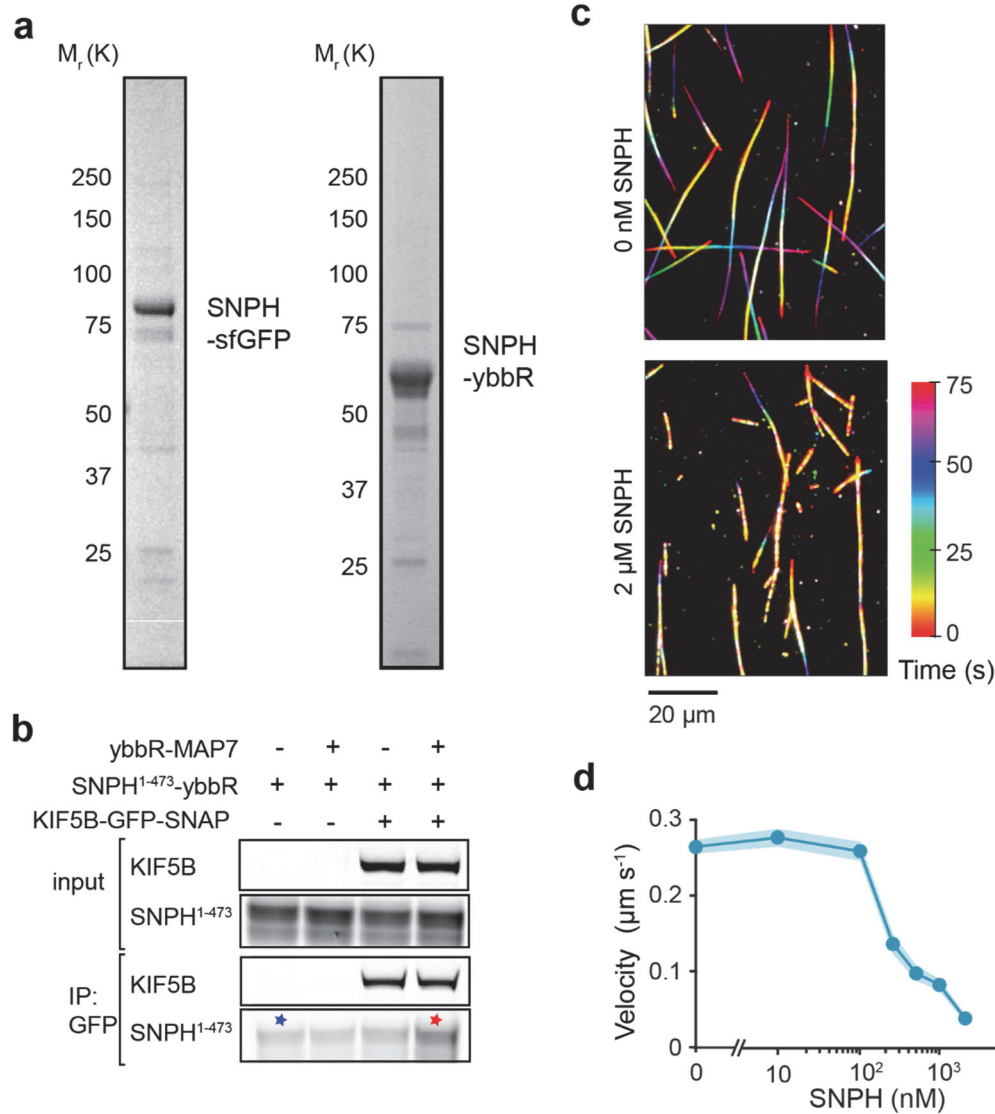 a
M_r (K)
250
150
100
75
50
37
25
SNPH
-sfGFP
M_r (K)
250
150
100
75
50
37
25
SNPH
-ybbR
b
ybbR-MAP7 - + - +
SNPH¹⁻⁴⁷³-ybbR + + + +
KIF5B-GFP-SNAP - - + +
input
KIF5B
SNPH¹⁻⁴⁷³
IP:
GFP
KIF5B
SNPH¹⁻⁴⁷³
c
0 nM SNPH
2 µM SNPH
75
50
25
0
Time (s)
20 µm
d
Velocity (µm s⁻¹)
0.3
0.2
0.1
0
0 10 10² 10³
SNPH (nM)